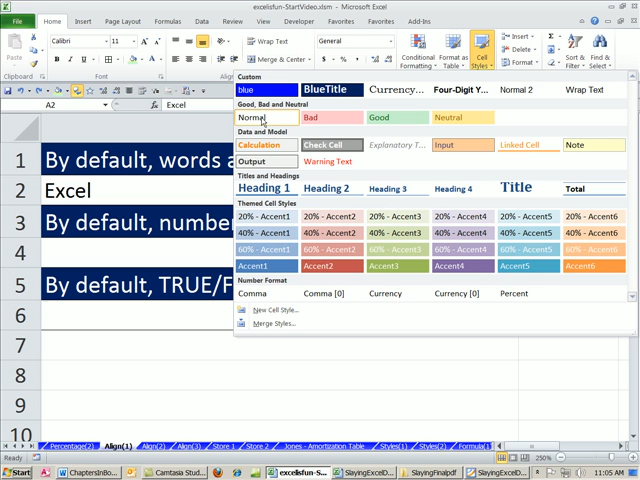 excelisfun-StartVideo.xlsm - Microsoft Excel
File Home Insert Page Layout Formulas Data Review View Developer Foxit PDF Add-Ins
Calibri 11 Wrap Text General
Paste Merge & Center Conditional Formatting Format as Table Cell Styles Insert Delete Format Sort & Filter Find & Select
Clipboard
A2 Excel
Custom
blue BlueTitle Currency... Four-Digit Y... Normal 2 Wrap Text
Good, Bad and Neutral
Normal Bad Good Neutral
Data and Model
Calculation Check Cell Explanatory T... Input Linked Cell Note
Output Warning Text
Titles and Headings
Heading 1 Heading 2 Heading 3 Heading 4 Title Total
Themed Cell Styles
20% - Accent1 20% - Accent2 20% - Accent3 20% - Accent4 20% - Accent5 20% - Accent6
40% - Accent1 40% - Accent2 40% - Accent3 40% - Accent4 40% - Accent5 40% - Accent6
60% - Accent1 60% - Accent2 60% - Accent3 60% - Accent4 60% - Accent5 60% - Accent6
Accent1 Accent2 Accent3 Accent4 Accent5 Accent6
Number Format
Comma Comma [0] Currency Currency [0] Percent
New Cell Style...
Merge Styles...
1 By default, words a
2 Excel
3 By default, number
4
5 By default, TRUE/F
6
7
8
9
10
Percentage(2) Align(1) Align(2) Align(3) Store 1 Store 2 Jones - Amortization Table Styles(1) Styles(2) Formula(1
Ready 250%
Start ChaptersInBo... Camtasia Stud... excelisfun-S... SlayingExcelD... SlayingFinalpdf SlayingExcelD... 11:05 AM